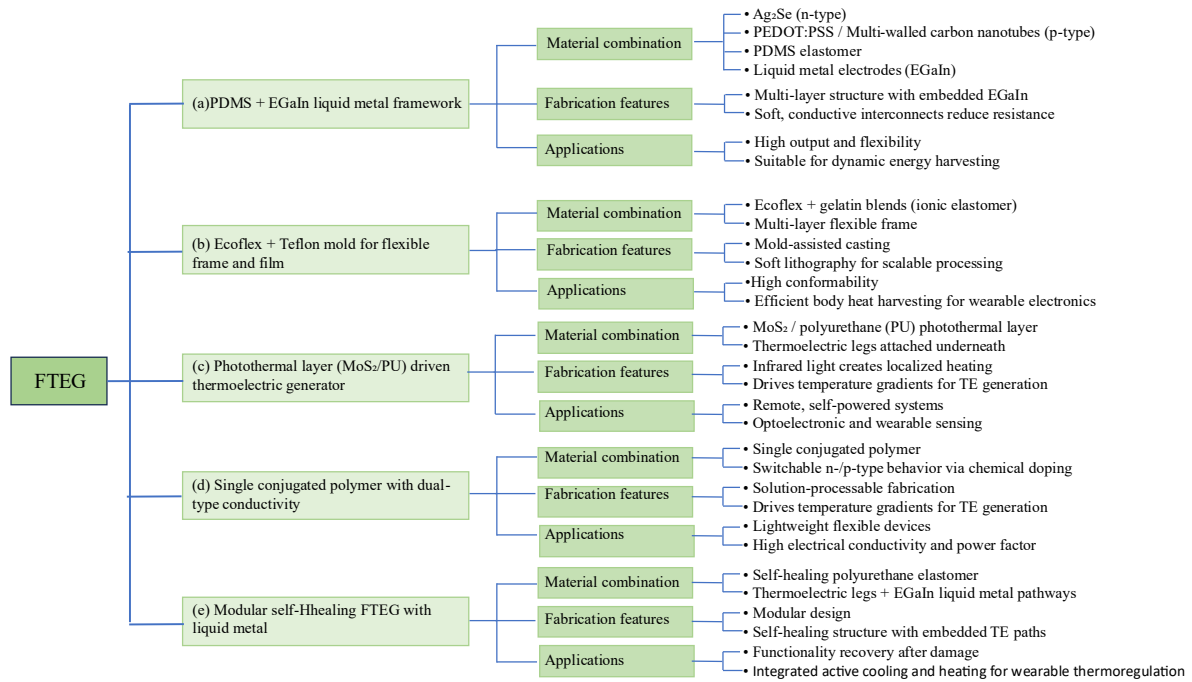 FTEG
(a)PDMS + EGaIn liquid metal framework
Material combination
• Ag₂Se (n-type)
• PEDOT:PSS / Multi-walled carbon nanotubes (p-type)
• PDMS elastomer
• Liquid metal electrodes (EGaIn)
Fabrication features
• Multi-layer structure with embedded EGaIn
• Soft, conductive interconnects reduce resistance
Applications
• High output and flexibility
• Suitable for dynamic energy harvesting
(b) Ecoflex + Teflon mold for flexible
frame and film
Material combination
• Ecoflex + gelatin blends (ionic elastomer)
• Multi-layer flexible frame
Fabrication features
• Mold-assisted casting
• Soft lithography for scalable processing
Applications
•High conformability
• Efficient body heat harvesting for wearable electronics
(c) Photothermal layer (MoS₂/PU) driven
thermoelectric generator
Material combination
• MoS₂ / polyurethane (PU) photothermal layer
• Thermoelectric legs attached underneath
Fabrication features
• Infrared light creates localized heating
• Drives temperature gradients for TE generation
Applications
• Remote, self-powered systems
• Optoelectronic and wearable sensing
(d) Single conjugated polymer with dual-
type conductivity
Material combination
• Single conjugated polymer
• Switchable n-/p-type behavior via chemical doping
Fabrication features
• Solution-processable fabrication
• Drives temperature gradients for TE generation
Applications
• Lightweight flexible devices
• High electrical conductivity and power factor
(e) Modular self-Hhealing FTEG with
liquid metal
Material combination
• Self-healing polyurethane elastomer
• Thermoelectric legs + EGaIn liquid metal pathways
Fabrication features
• Modular design
• Self-healing structure with embedded TE paths
Applications
• Functionality recovery after damage
• Integrated active cooling and heating for wearable thermoregulation